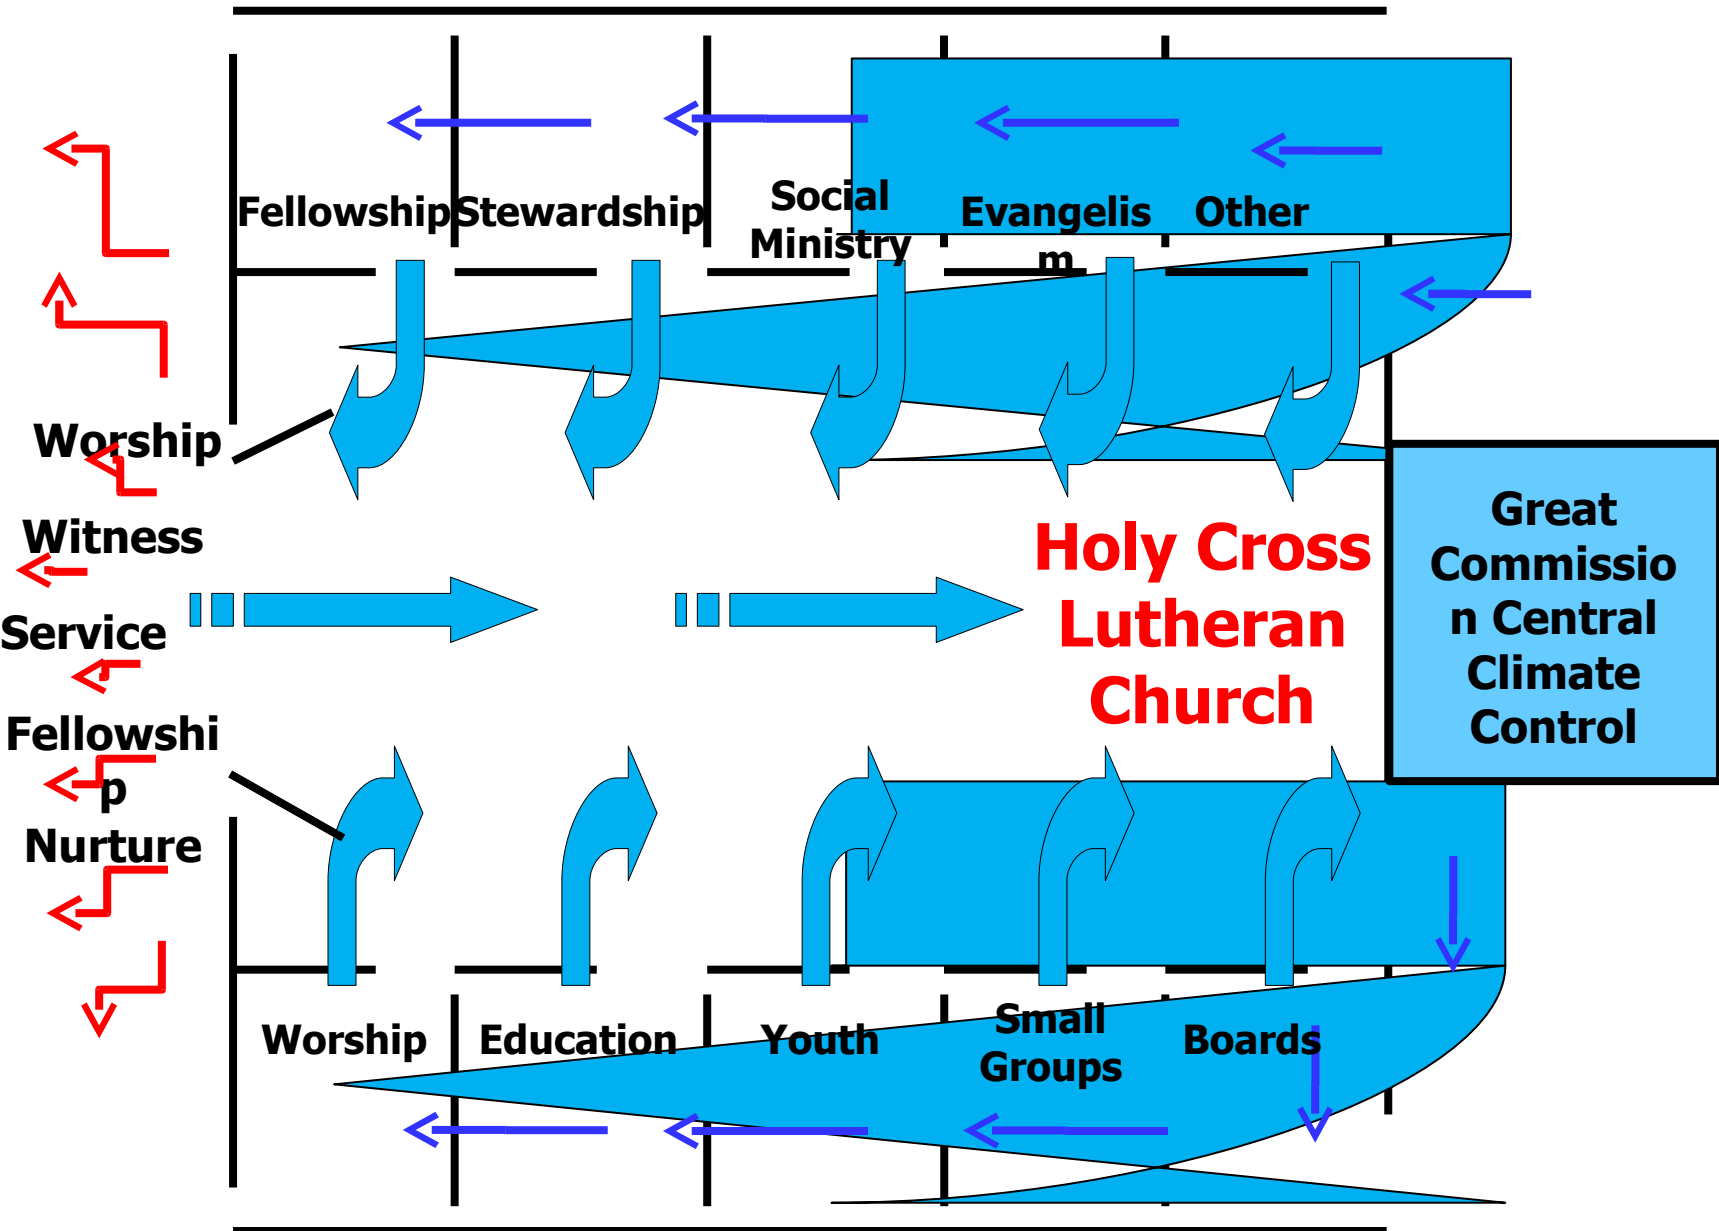 Fellowship
Stewardship
Social
Ministry
Evangelis
m
Other
Worship
Witness
Service
Fellowshi
p
Nurture
Holy Cross
Lutheran
Church
Great
Commissio
n Central
Climate
Control
Worship
Education
Youth
Small
Groups
Boards